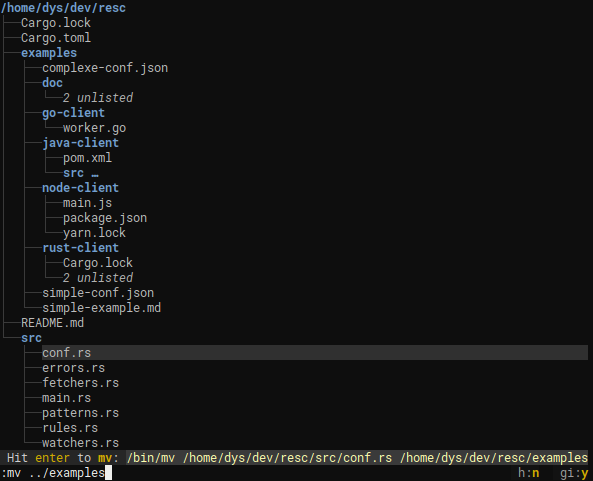 /home/dys/dev/resc
Cargo.lock
Cargo.toml
examples
complexe-conf.json
doc
2 unlisted
go-client
worker.go
java-client
pom.xml
src …
node-client
main.js
package.json
yarn.lock
rust-client
Cargo.lock
2 unlisted
simple-conf.json
simple-example.md
README.md
src
conf.rs
errors.rs
fetchers.rs
main.rs
patterns.rs
rules.rs
watchers.rs
Hit enter to mv: /bin/mv /home/dys/dev/resc/src/conf.rs /home/dys/dev/resc/examples
:mv ../examples h:n gi:y